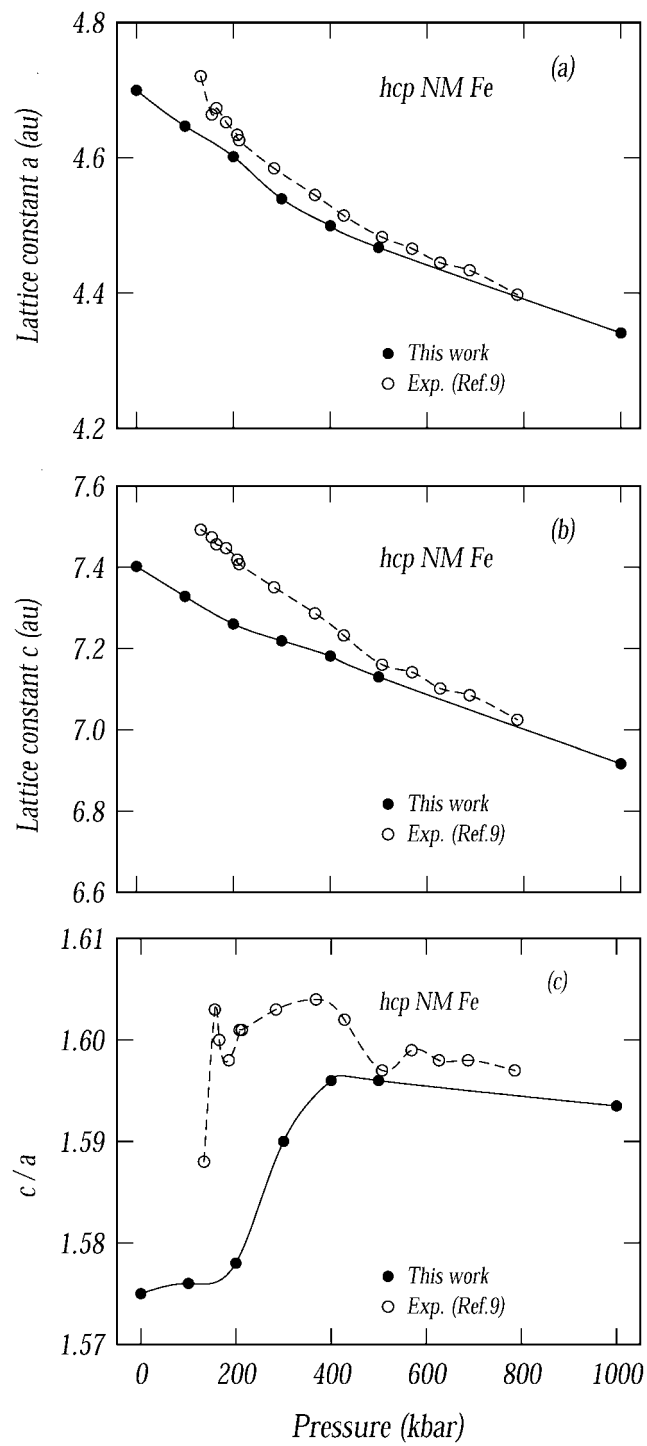 4.8
(a)
hcp NM Fe
4.6
Lattice constant a (au)
4.4
This work
Exp. (Ref.9)
4.2
7.6
(b)
hcp NM Fe
7.4
7.2
Lattice constant c (au)
7.0
This work
6.8
Exp. (Ref.9)
6.6
1.61
(c)
hcp NM Fe
1.60
1.59
c / a
1.58
This work
Exp. (Ref.9)
1.57
0 200 400 600 800 1000
Pressure (kbar)